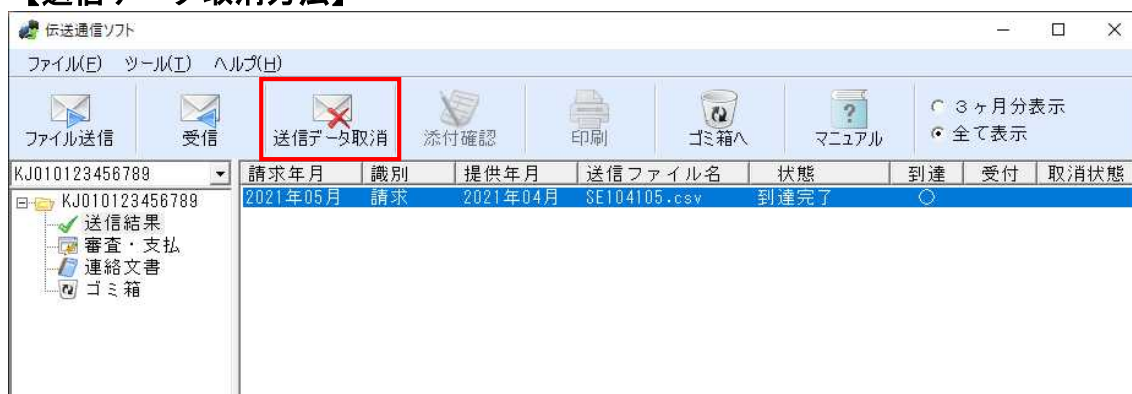 【送信データ取消方法】
伝送通信ソフト
ファイル(F) ツール(T) ヘルプ(H)
ファイル送信 受信 送信データ取消 添付確認 印刷 ゴミ箱へ マニュアル
3ヶ月分表示
全て表示
KJ010123456789
請求年月 識別 提供年月 送信ファイル名 状態 到達 受付 取消状態
2021年05月 請求 2021年04月 SE104105.csv 到達完了 ○
KJ010123456789
送信結果
審査・支払
連絡文書
ゴミ箱